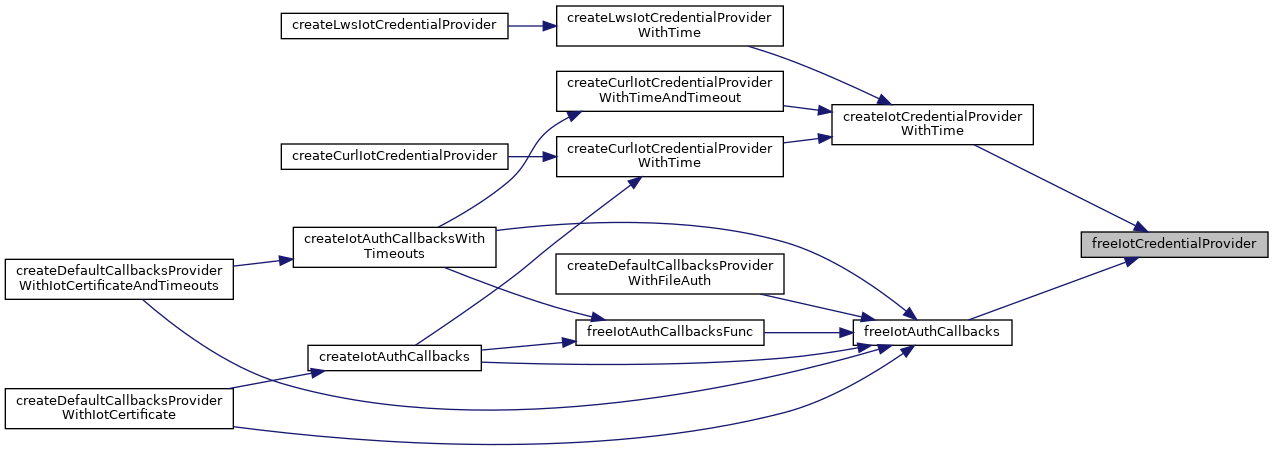 createLwsIotCredentialProvider
createLwsIotCredentialProvider
WithTime
createCurlIotCredentialProvider
WithTimeAndTimeout
createIotCredentialProvider
WithTime
createCurlIotCredentialProvider
createCurlIotCredentialProvider
WithTime
freeIotCredentialProvider
createIotAuthCallbacksWith
Timeouts
createDefaultCallbacksProvider
WithIotCertificateAndTimeouts
createDefaultCallbacksProvider
WithFileAuth
freeIotAuthCallbacksFunc
freeIotAuthCallbacks
createIotAuthCallbacks
createDefaultCallbacksProvider
WithIotCertificate